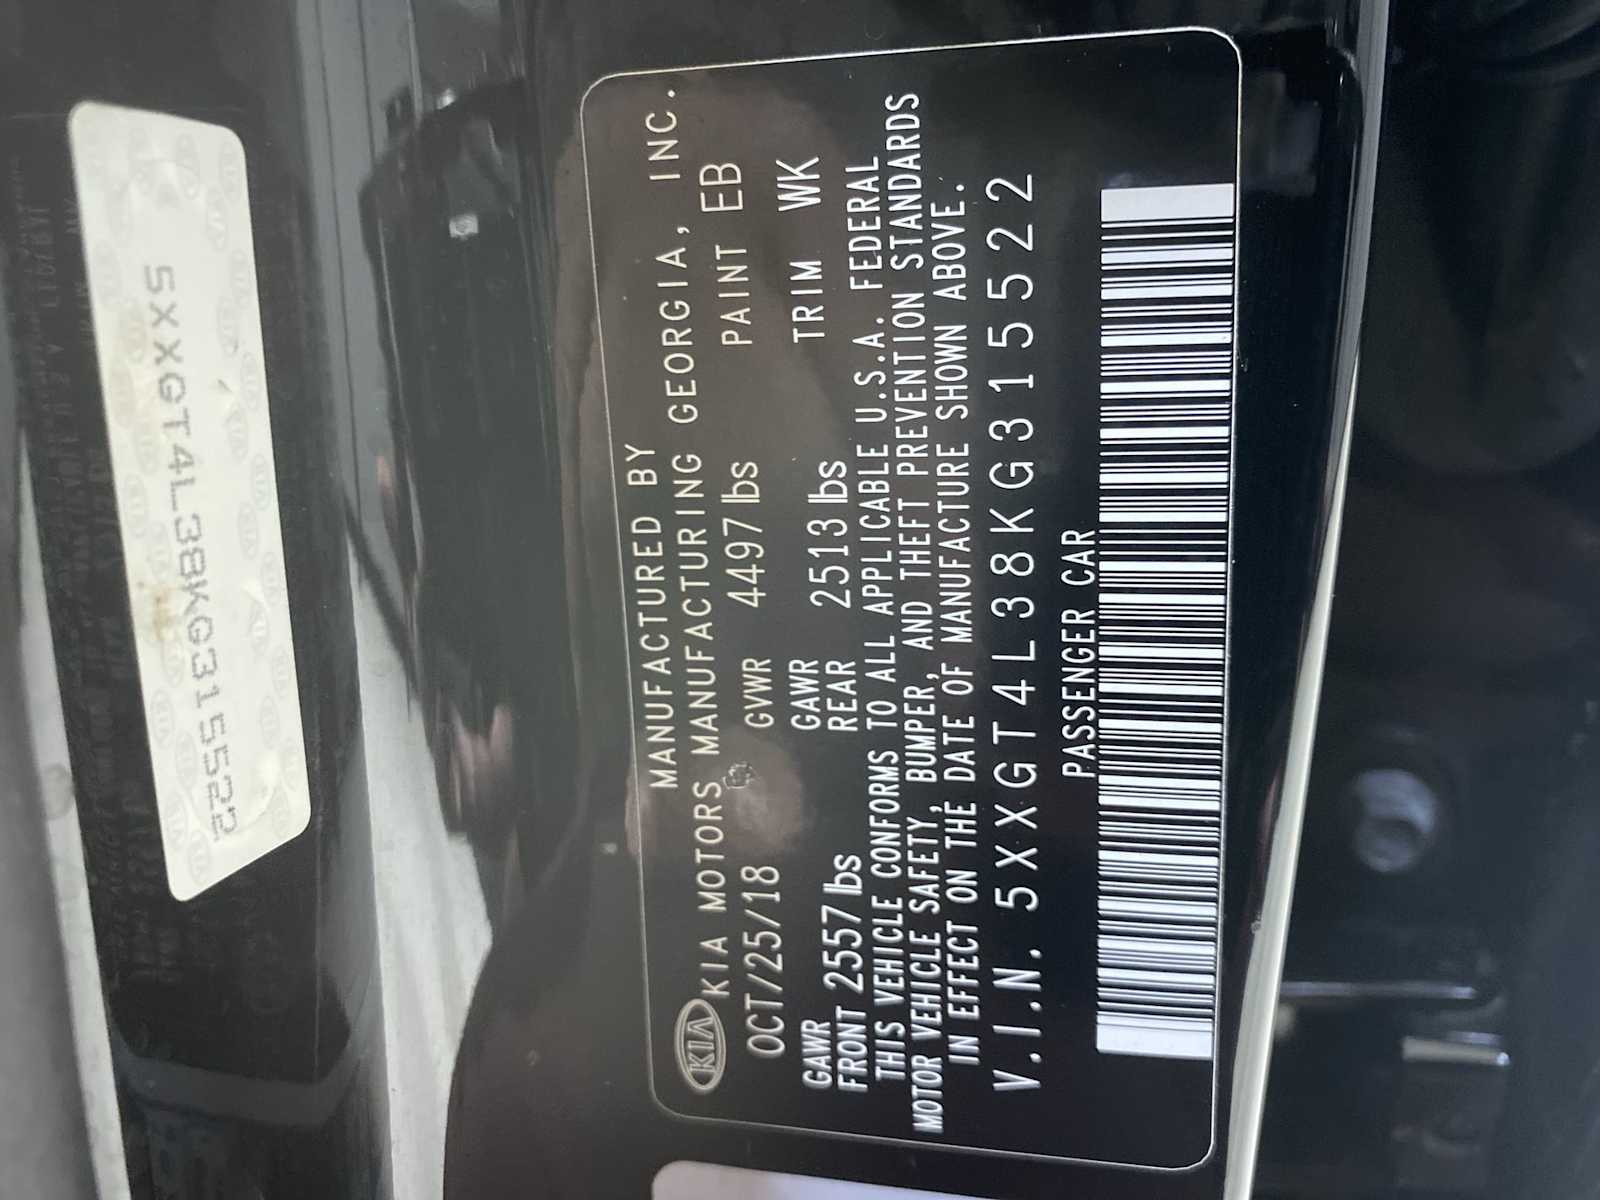 5XXGT4L38KG315522
MANUFACTURED BY
KIA KIA MOTORS MANUFACTURING GEORGIA, INC.
OCT/25/18 GVWR 4497 lbs PAINT EB
GAWR FRONT 2557 lbs GAWR REAR 2513 lbs TRIM WK
THIS VEHICLE CONFORMS TO ALL APPLICABLE U.S.A. FEDERAL
MOTOR VEHICLE SAFETY, BUMPER, AND THEFT PREVENTION STANDARDS
IN EFFECT ON THE DATE OF MANUFACTURE SHOWN ABOVE.
V.I.N. 5XXGT4L38KG315522
PASSENGER CAR